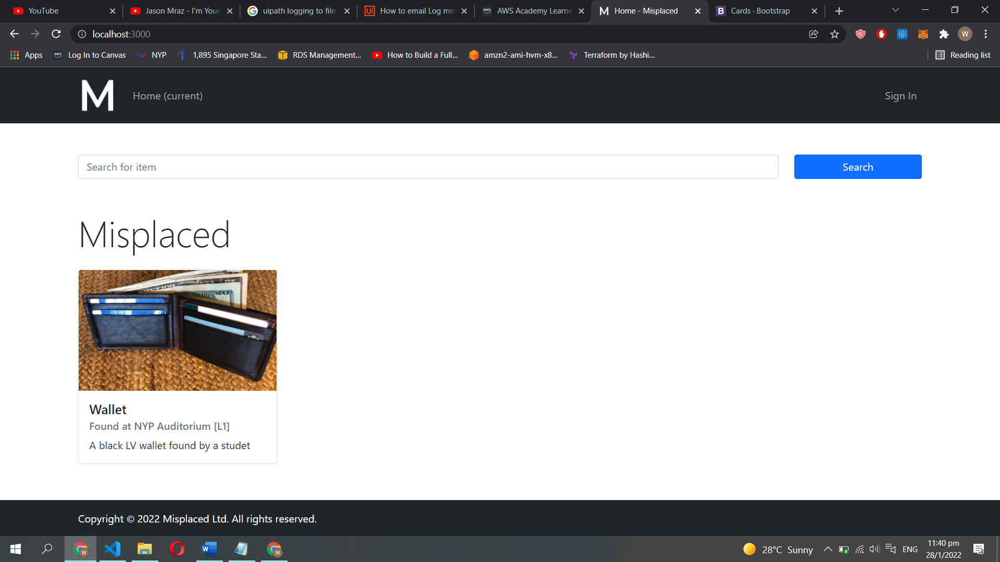 YouTube
Jason Mraz - I'm Your
uipath logging to file
Ui
How to email Log me
aws
AWS Academy Learne
M
Home - Misplaced
B
Cards · Bootstrap
localhost:3000
W
Apps
aws
Log In to Canvas
NYP
1,895 Singapore Sta...
RDS Management...
How to Build a Full...
amzn2-ami-hvm-x8...
Terraform by Hashi...
Reading list
M
Home (current)
Sign In
Search for item
Search
Misplaced
20
Wallet
Found at NYP Auditorium [L1]
A black LV wallet found by a studet
Copyright © 2022 Misplaced Ltd. All rights reserved.
W
W
W
28°C Sunny
ENG
11:40 pm
28/1/2022